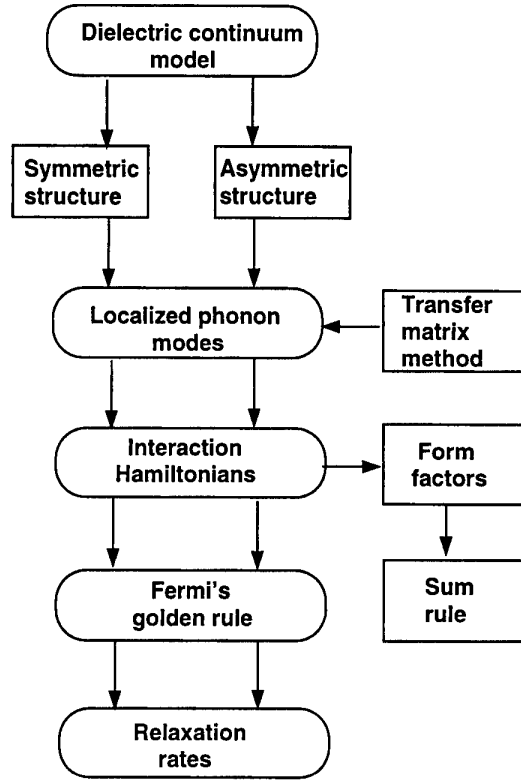 Dielectric continuum
model
Symmetric
structure
Asymmetric
structure
Localized phonon
modes
Transfer
matrix
method
Interaction
Hamiltonians
Form
factors
Fermi's
golden rule
Sum
rule
Relaxation
rates